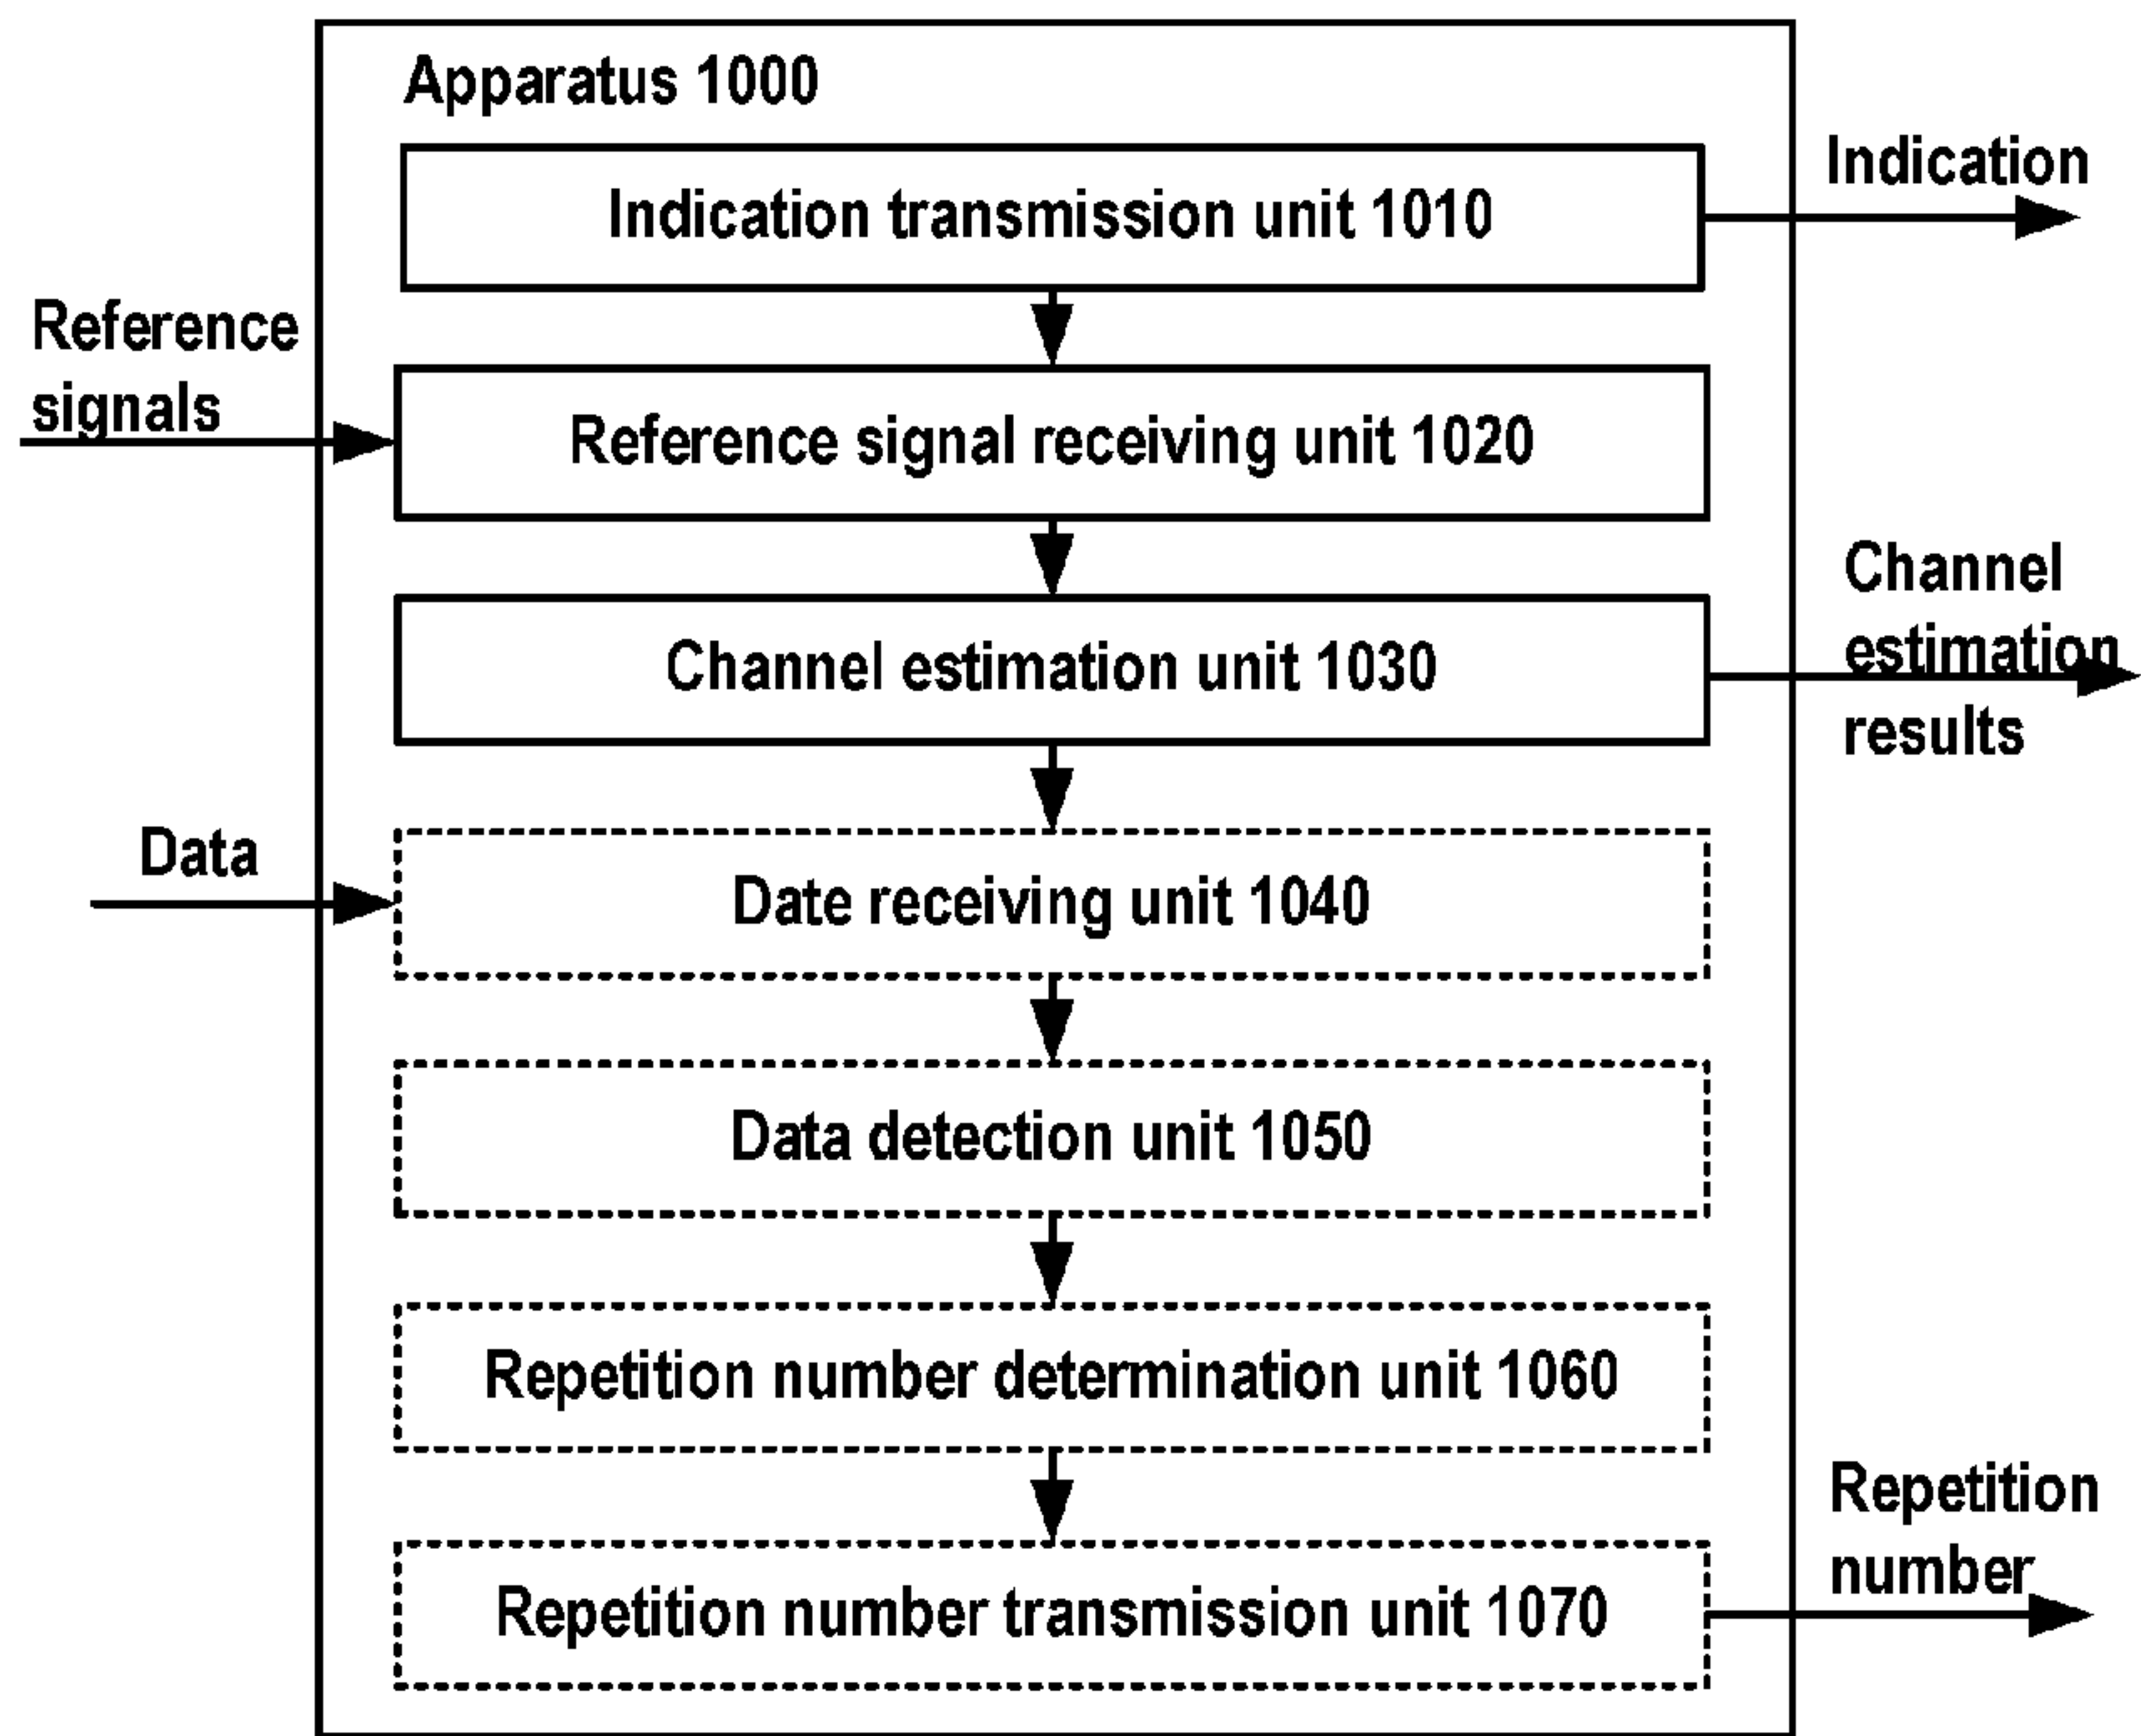 Apparatus 1000
Indication transmission unit 1010
Indication
Reference
signals
Reference signal receiving unit 1020
Channel estimation unit 1030
Channel
estimation
results
Data
Date receiving unit 1040
Data detection unit 1050
Repetition number determination unit 1060
Repetition number transmission unit 1070
Repetition
number